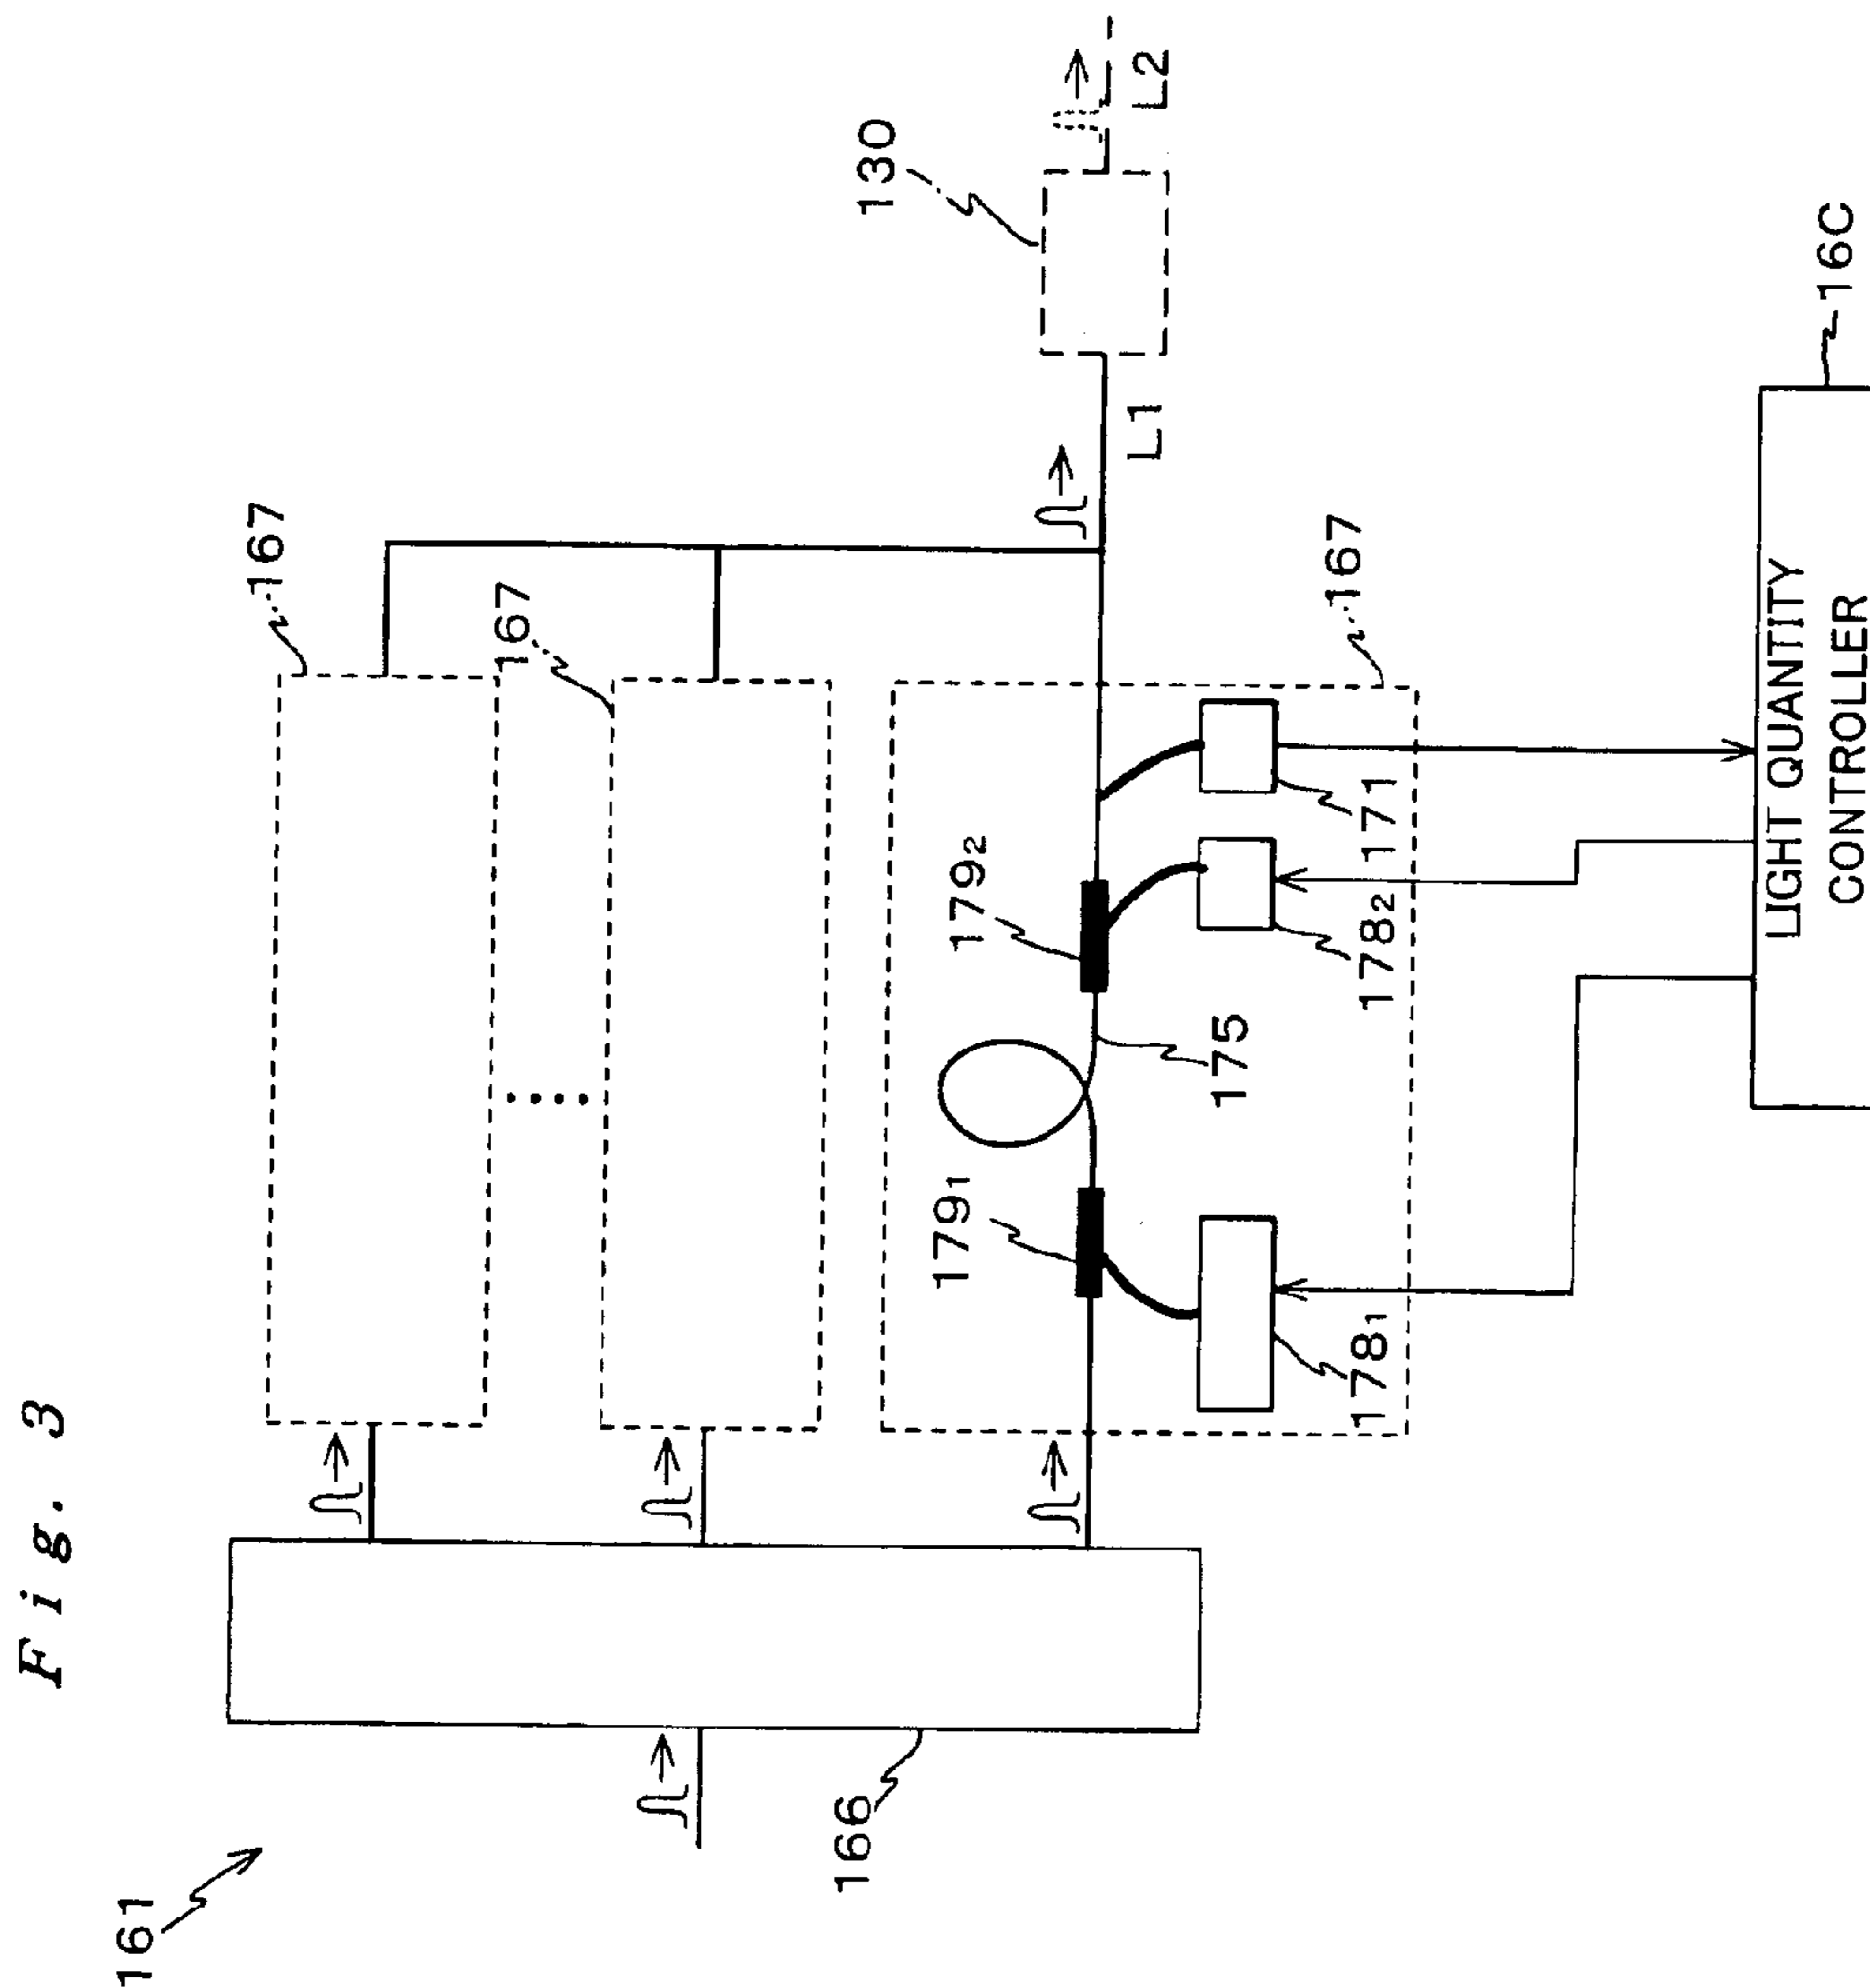 Fig. 3
161
166
167
167
179₁
179₂
175
178₁
178₂
171
167
L1
130
L2
LIGHT QUANTITY
CONTROLLER
16C